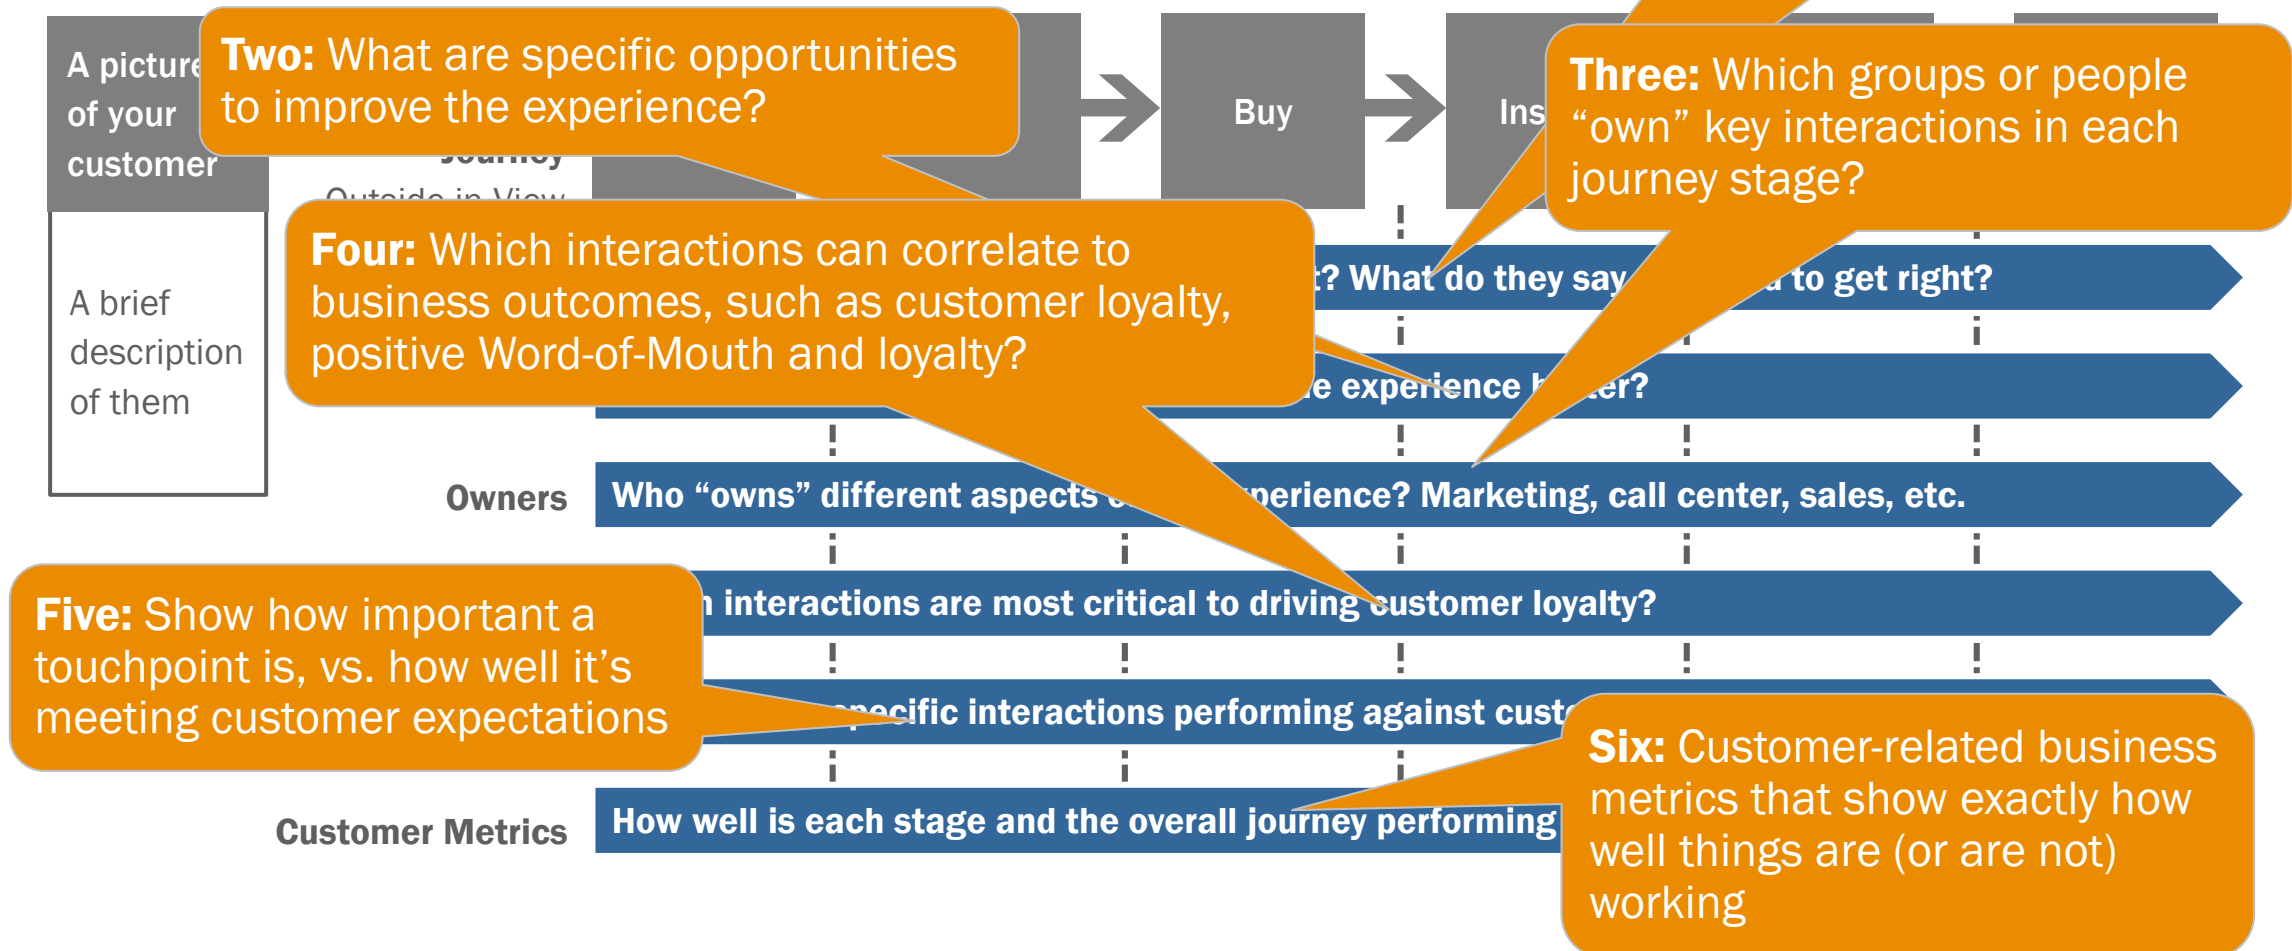 A picture
of your
customer
A brief
description
of them
Two: What are specific opportunities
to improve the experience?
Journey
Outside in View
Buy
Three: Which groups or people
“own” key interactions in each
journey stage?
Four: Which interactions can correlate to
business outcomes, such as customer loyalty,
positive Word-of-Mouth and loyalty?
? What do they say to get right?
experience
Owners
Who “owns” different aspects experience? Marketing, call center, sales, etc.
Five: Show how important a
touchpoint is, vs. how well it’s
meeting customer expectations
interactions are most critical to driving customer loyalty?
specific interactions performing against
Six: Customer-related business
metrics that show exactly how
well things are (or are not)
working
Customer Metrics
How well is each stage and the overall journey performing